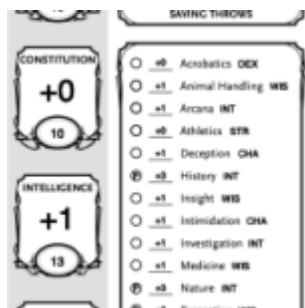 SAVING THROWS
CONSTITUTION
+0
10
INTELLIGENCE
+1
13
+0 Acrobatics DEX
+1 Animal Handling WIS
+1 Arcana INT
+0 Athletics STR
+1 Deception CHA
P +3 History INT
+1 Insight WIS
+1 Intimidation CHA
+1 Investigation INT
+1 Medicine WIS
P +3 Nature INT